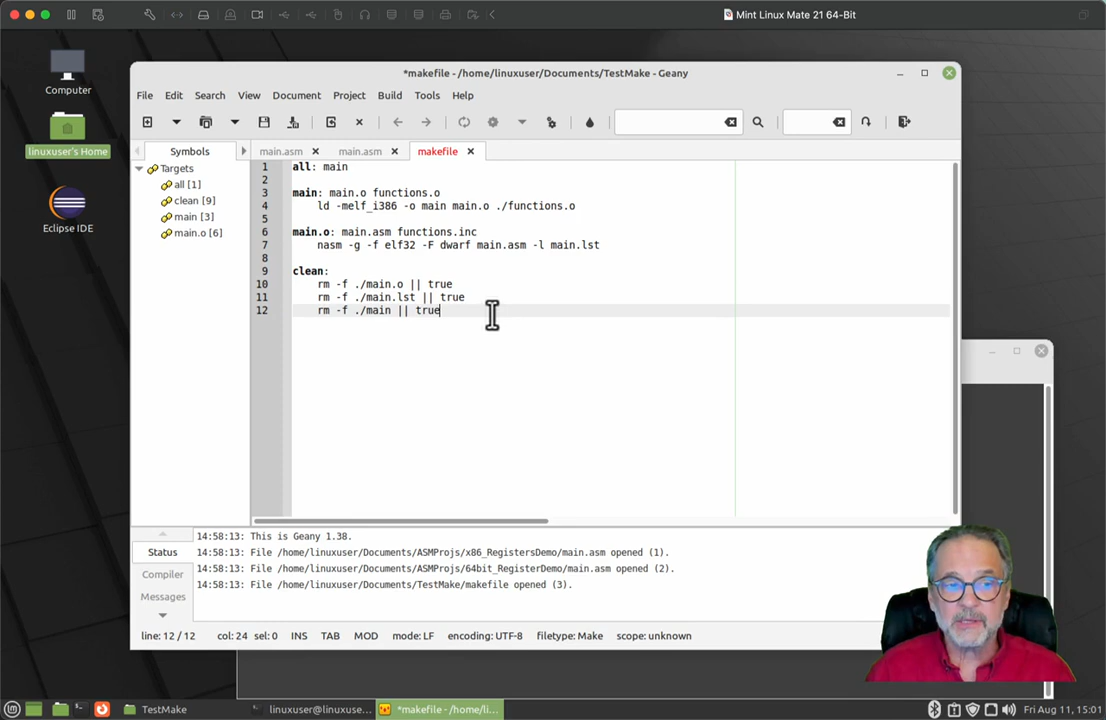 Mint Linux Mate 21 64-Bit
Computer
linuxuser's Home
Eclipse IDE
*makefile - /home/linuxuser/Documents/TestMake - Geany
File Edit Search View Document Project Build Tools Help
Symbols
main.asm main.asm makefile
Targets
all [1]
clean [9]
main [3]
main.o [6]
1 all: main
2
3 main: main.o functions.o
4 ld -melf_i386 -o main main.o ./functions.o
5
6 main.o: main.asm functions.inc
7 nasm -g -f elf32 -F dwarf main.asm -l main.lst
8
9 clean:
10 rm -f ./main.o || true
11 rm -f ./main.lst || true
12 rm -f ./main || true
Status
Compiler
Messages
14:58:13: This is Geany 1.38.
14:58:13: File /home/linuxuser/Documents/ASMProjs/x86_RegistersDemo/main.asm opened (1).
14:58:13: File /home/linuxuser/Documents/ASMProjs/64bit_RegisterDemo/main.asm opened (2).
14:58:13: File /home/linuxuser/Documents/TestMake/makefile opened (3).
line: 12 / 12 col: 24 sel: 0 INS TAB MOD mode: LF encoding: UTF-8 filetype: Make scope: unknown
TestMake linuxuser@linuxuse... *makefile - /home/li... Fri Aug 11, 15:01